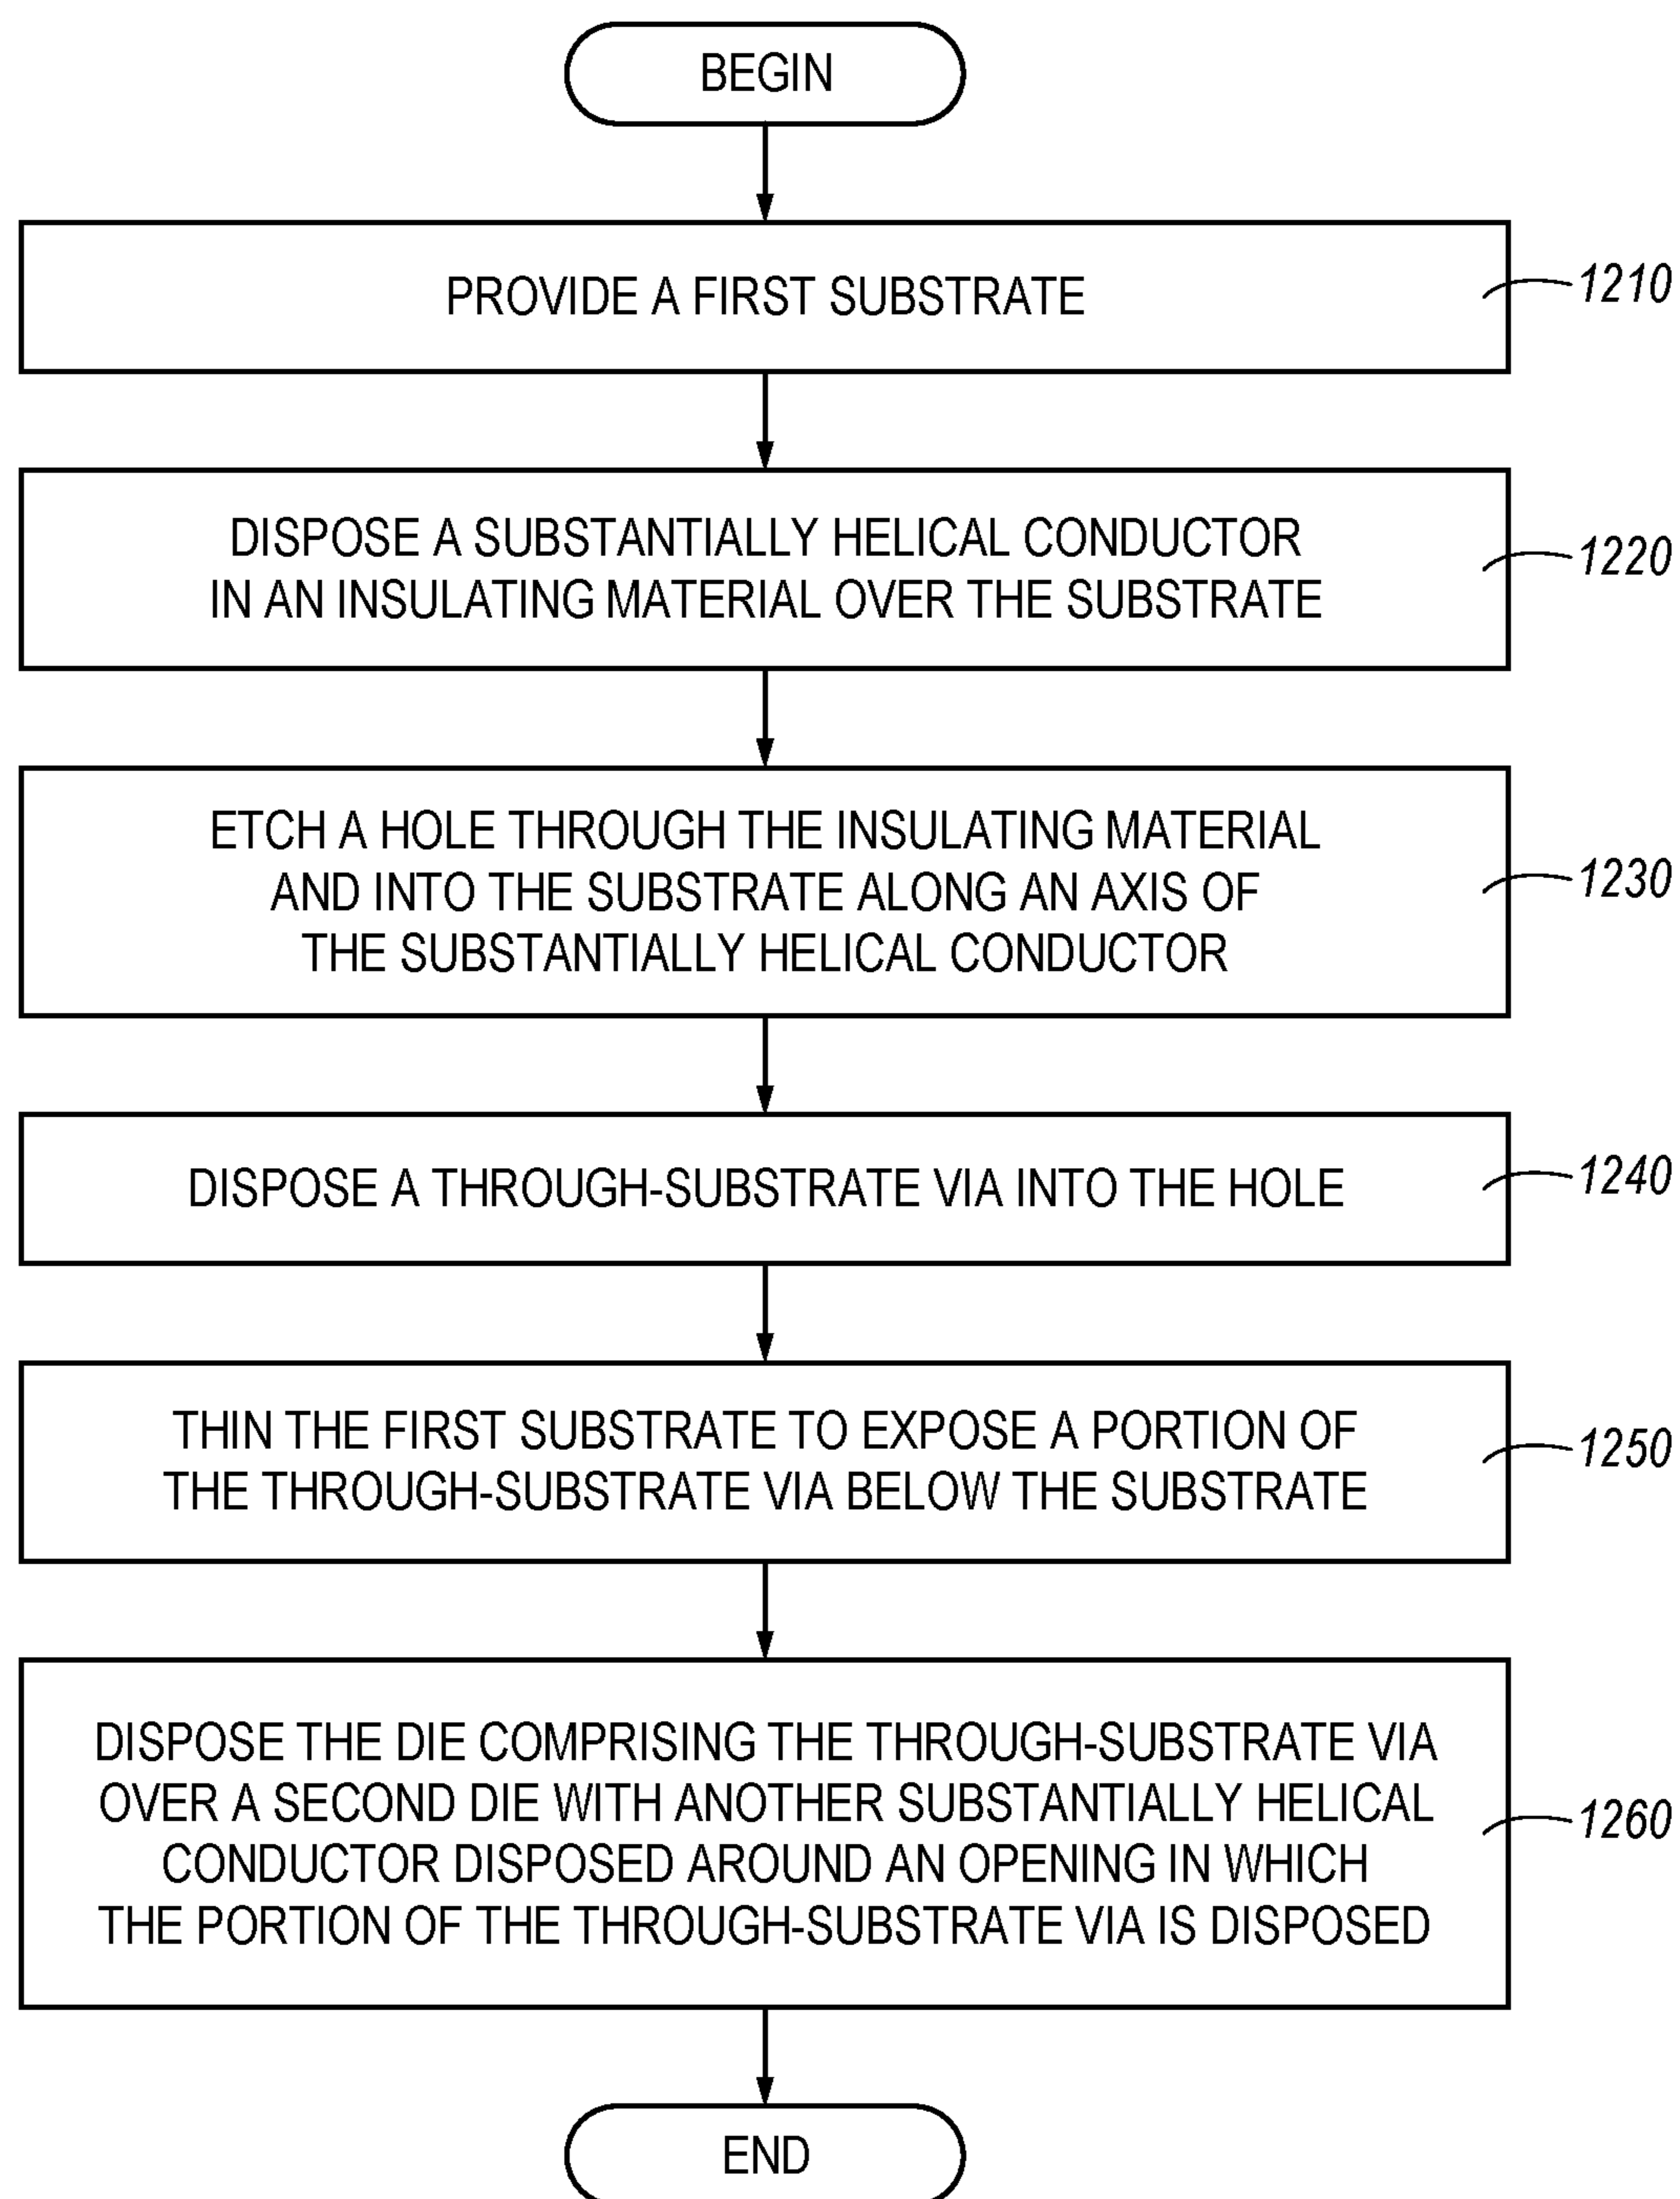 BEGIN
PROVIDE A FIRST SUBSTRATE
1210
DISPOSE A SUBSTANTIALLY HELICAL CONDUCTOR
IN AN INSULATING MATERIAL OVER THE SUBSTRATE
1220
ETCH A HOLE THROUGH THE INSULATING MATERIAL
AND INTO THE SUBSTRATE ALONG AN AXIS OF
THE SUBSTANTIALLY HELICAL CONDUCTOR
1230
DISPOSE A THROUGH-SUBSTRATE VIA INTO THE HOLE
1240
THIN THE FIRST SUBSTRATE TO EXPOSE A PORTION OF
THE THROUGH-SUBSTRATE VIA BELOW THE SUBSTRATE
1250
DISPOSE THE DIE COMPRISING THE THROUGH-SUBSTRATE VIA
OVER A SECOND DIE WITH ANOTHER SUBSTANTIALLY HELICAL
CONDUCTOR DISPOSED AROUND AN OPENING IN WHICH
THE PORTION OF THE THROUGH-SUBSTRATE VIA IS DISPOSED
1260
END